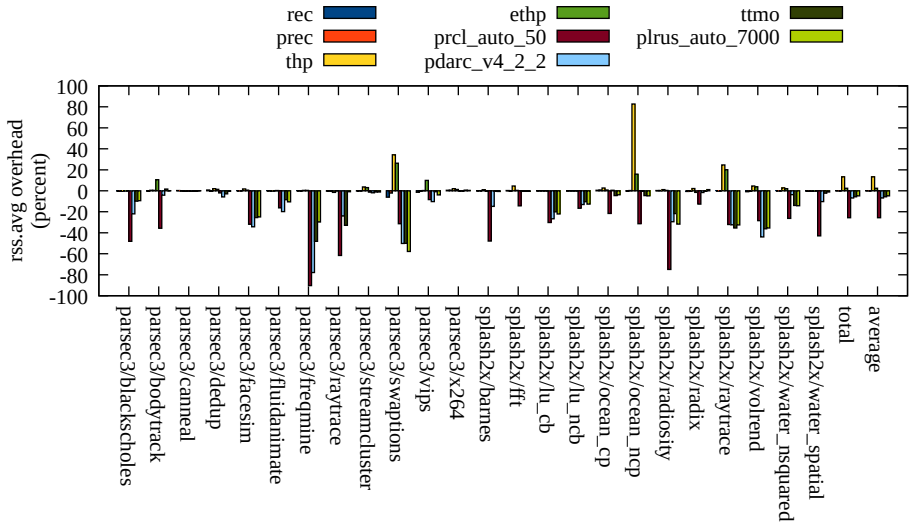 rec
prec
thp
ethp
prcl_auto_50
pdarc_v4_2_2
ttmo
plrus_auto_7000
rss.avg overhead
(percent)
100
80
60
40
20
0
-20
-40
-60
-80
-100
parsec3/blackscholes
parsec3/bodytrack
parsec3/canneal
parsec3/dedup
parsec3/facesim
parsec3/fluidanimate
parsec3/freqmine
parsec3/raytrace
parsec3/streamcluster
parsec3/swaptions
parsec3/vips
parsec3/x264
splash2x/barnes
splash2x/fft
splash2x/lu_cb
splash2x/lu_ncb
splash2x/ocean_cp
splash2x/ocean_ncp
splash2x/radiosity
splash2x/radix
splash2x/raytrace
splash2x/volrend
splash2x/water_nsquared
splash2x/water_spatial
total
average